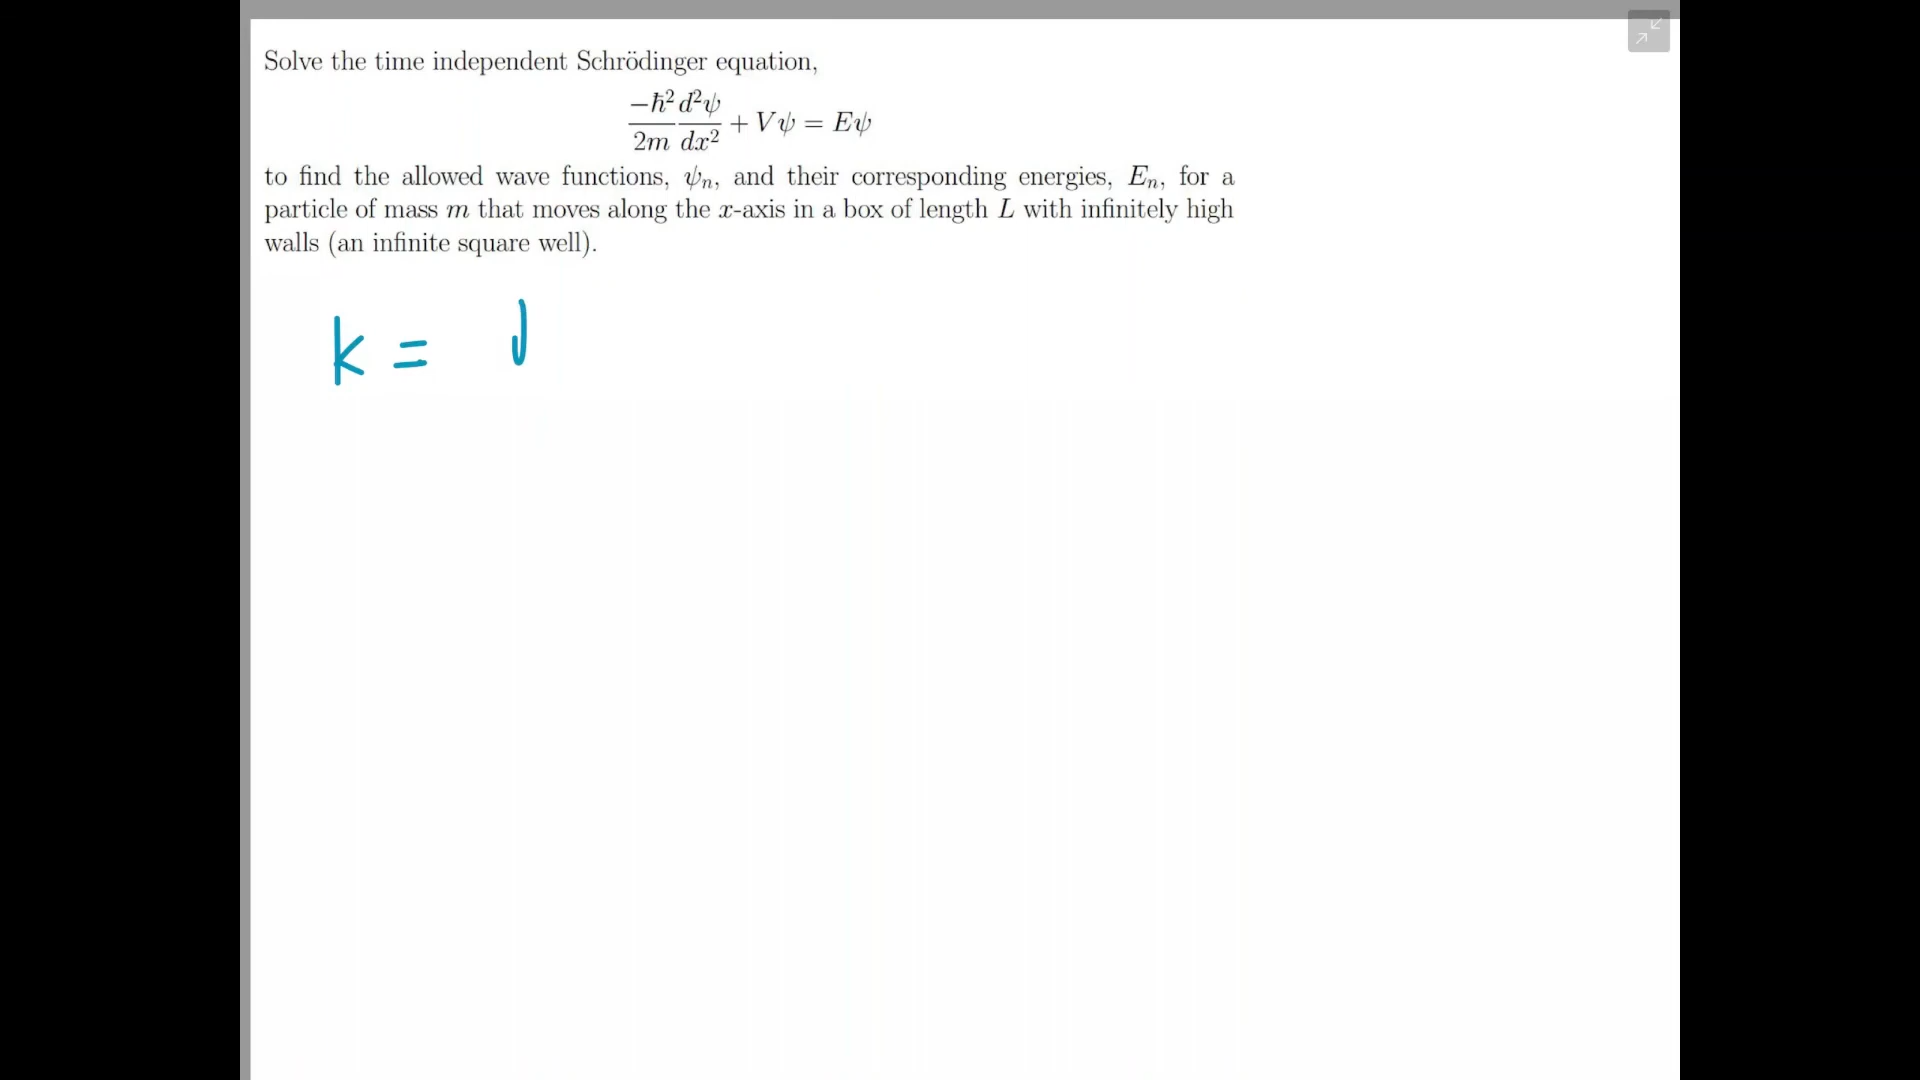 Solve the time independent Schrödinger equation,
−ℏ²/2m d²ψ/dx² + Vψ = Eψ
to find the allowed wave functions, ψₙ, and their corresponding energies, Eₙ, for a
particle of mass m that moves along the x-axis in a box of length L with infinitely high
walls (an infinite square well).
k =